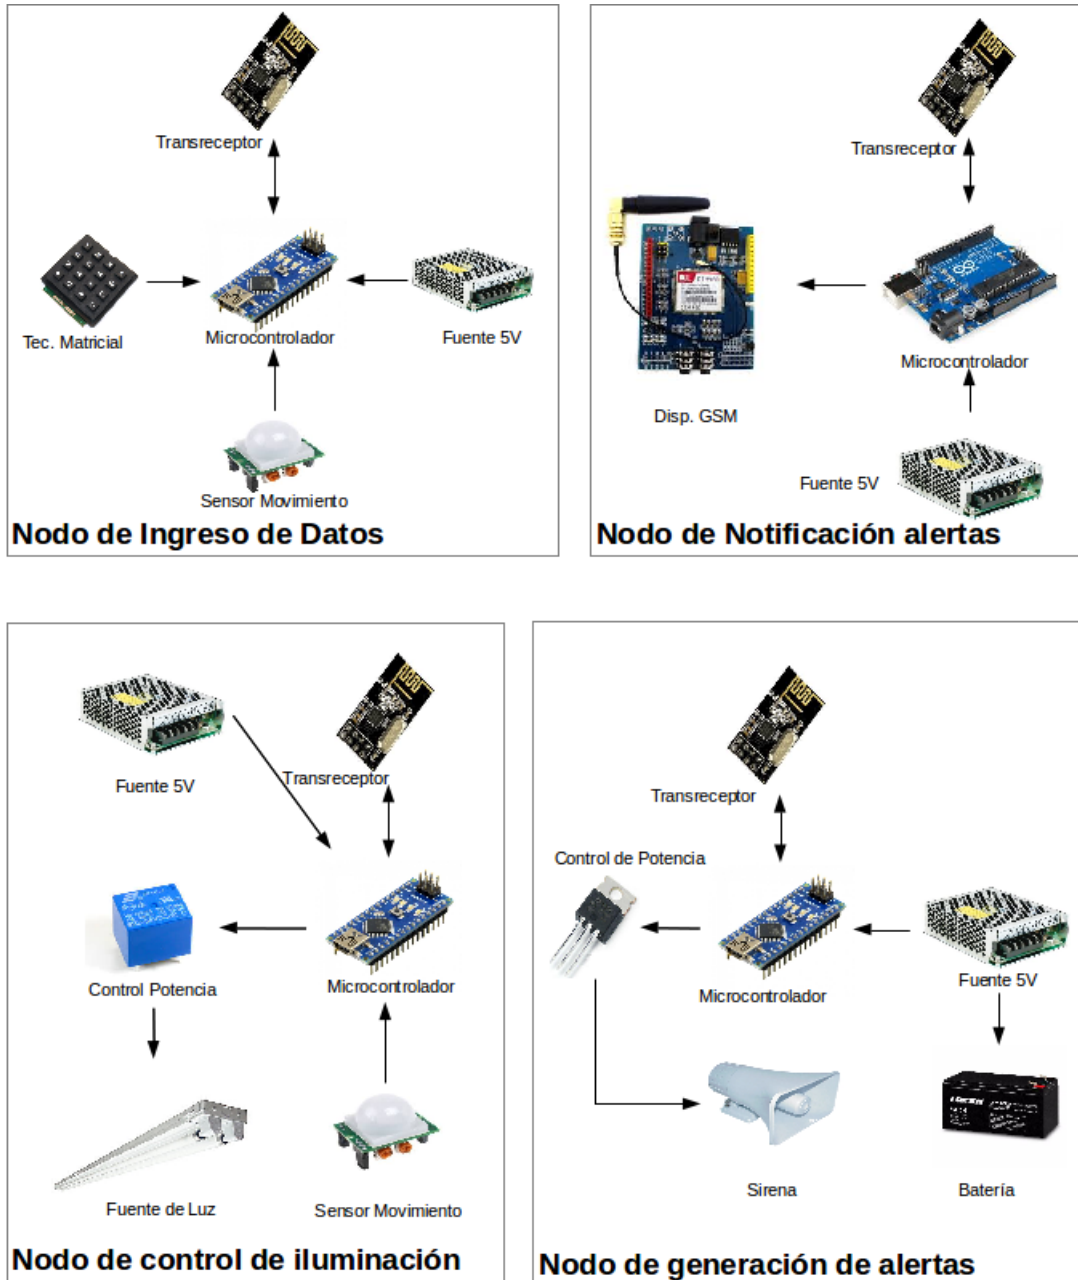 Transreceptor
Tec. Matricial
Microcontrolador
Fuente 5V
Sensor Movimiento
Nodo de Ingreso de Datos
Transreceptor
Microcontrolador
Disp. GSM
Fuente 5V
Nodo de Notificación alertas
Fuente 5V
Transreceptor
Control Potencia
Microcontrolador
Fuente de Luz
Sensor Movimiento
Nodo de control de iluminación
Transreceptor
Control de Potencia
Microcontrolador
Fuente 5V
Sirena
Batería
Nodo de generación de alertas